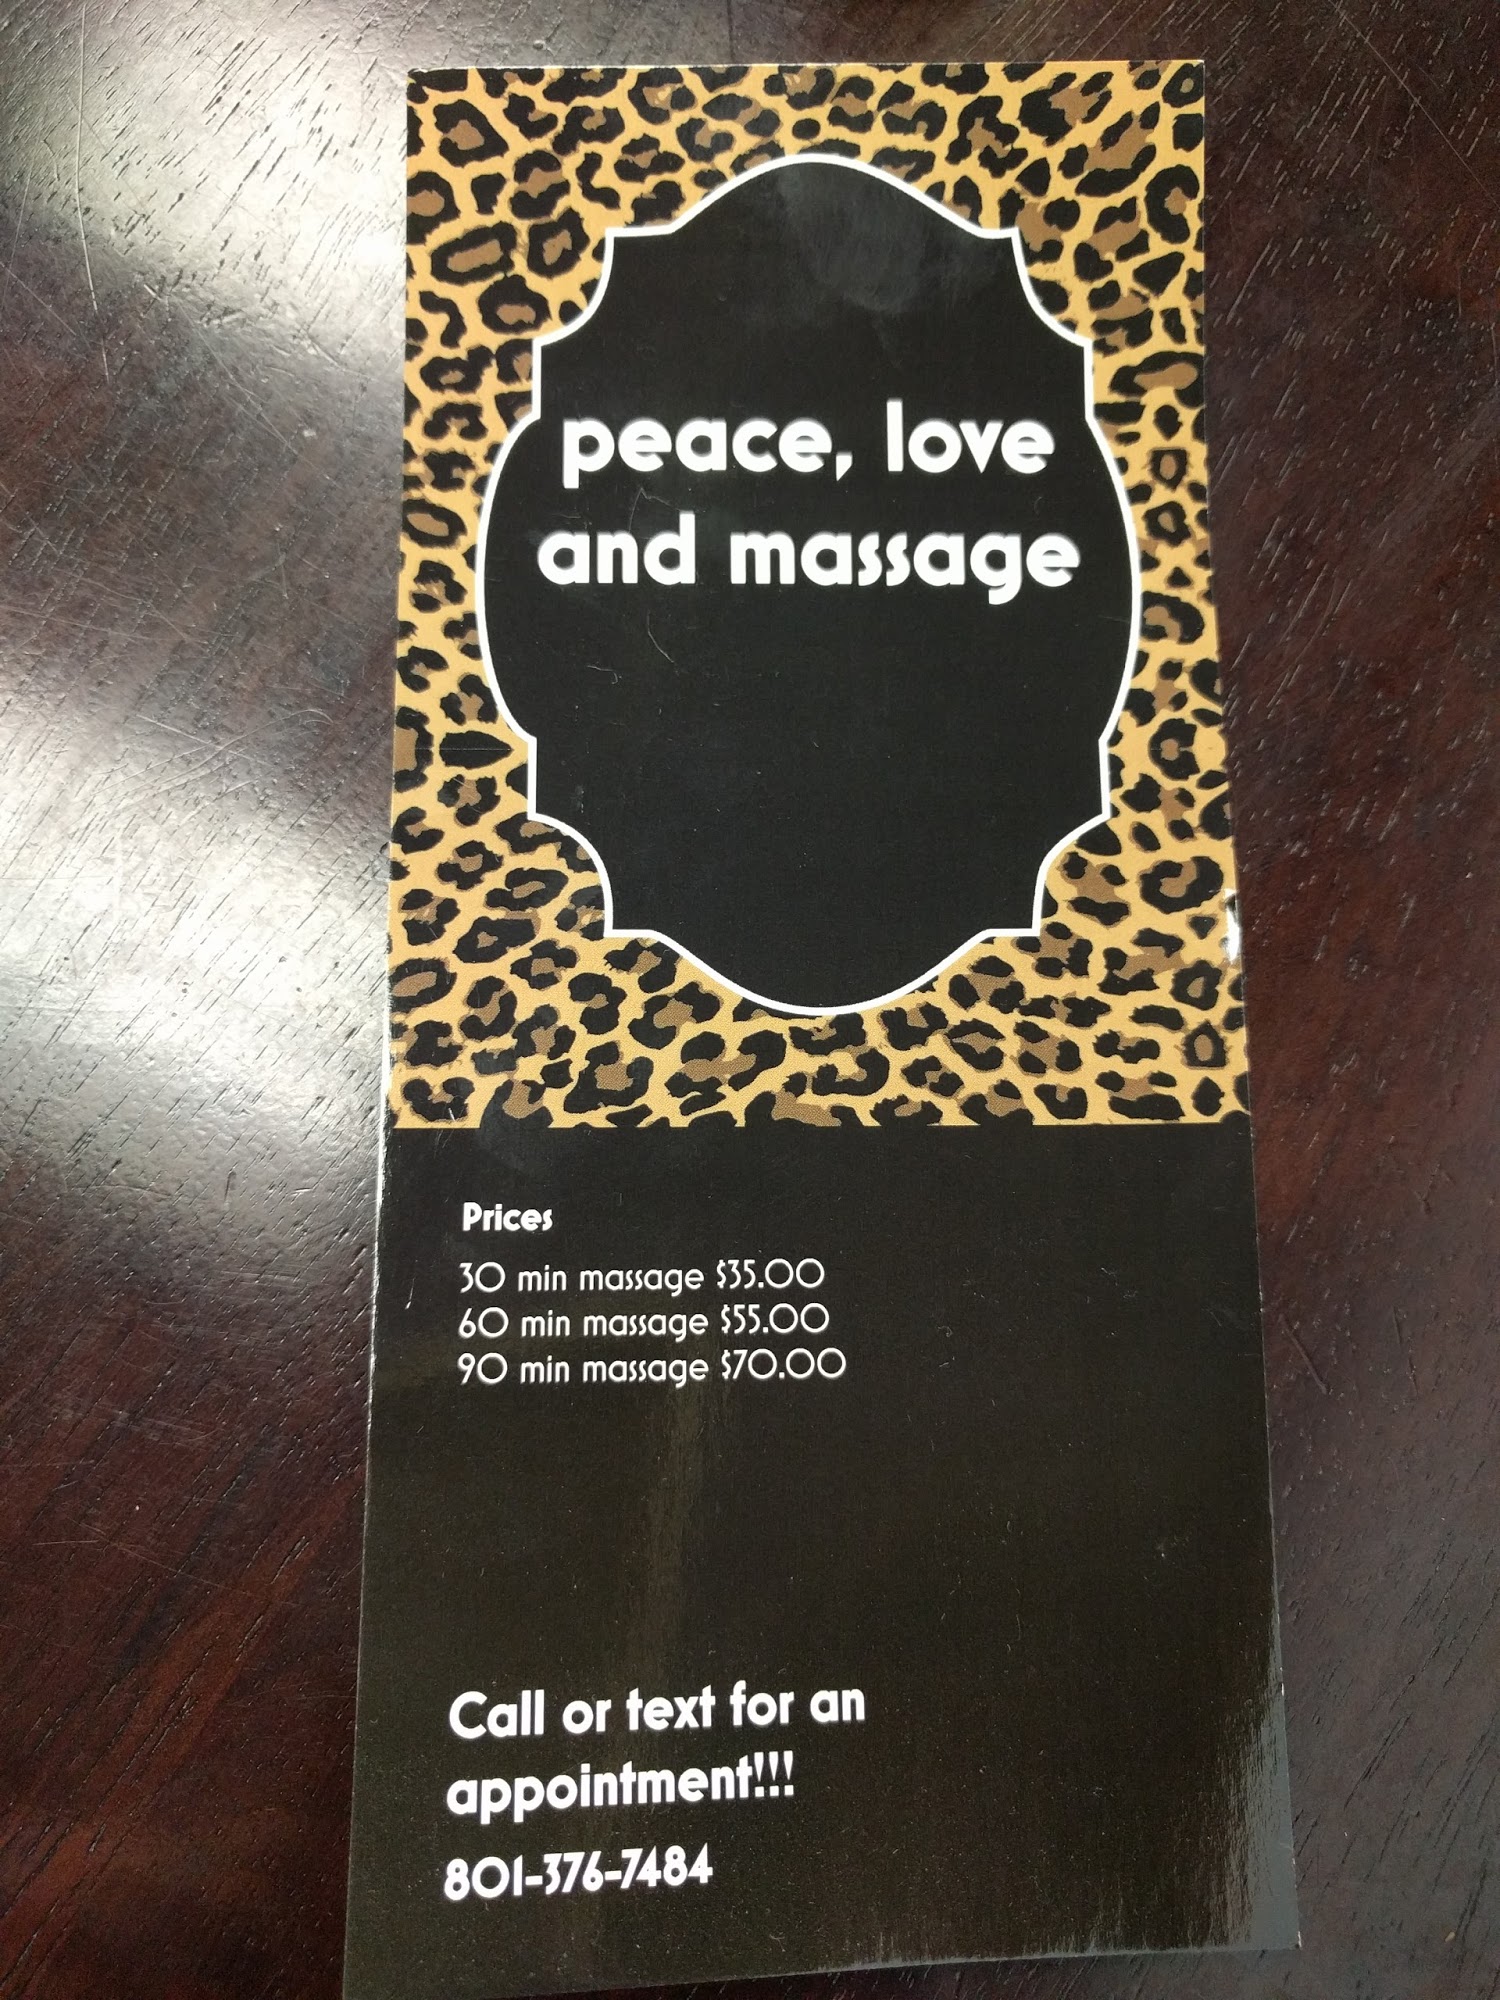 peace, love
and massage
Prices
30 min massage $35.00
60 min massage $55.00
90 min massage $70.00
Call or text for an
appointment!!!
801-376-7484